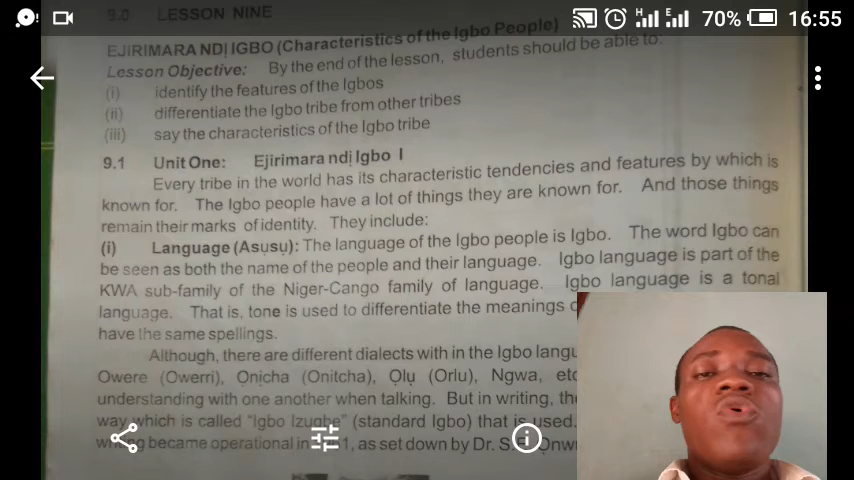 70% 16:55
9.0 LESSON NINE
EJIRIMARA NDỊ IGBO (Characteristics of the Igbo People)
Lesson Objective: By the end of the lesson, students should be able to:
(i) identify the features of the Igbos
(ii) differentiate the Igbo tribe from other tribes
(iii) say the characteristics of the Igbo tribe
9.1 Unit One: Ejirimara ndị Igbo I
Every tribe in the world has its characteristic tendencies and features by which is
known for. The Igbo people have a lot of things they are known for. And those things
remain their marks of identity. They include:
(i) Language (Asụsụ): The language of the Igbo people is Igbo. The word Igbo can
be seen as both the name of the people and their language. Igbo language is part of the
KWA sub-family of the Niger-Cango family of language. Igbo language is a tonal
language. That is, tone is used to differentiate the meanings
have the same spellings.
Although, there are different dialects with in the Igbo
Owere (Owerri), Ọnịcha (Onitcha), Ọlụ (Orlu), Ngwa,
understanding with one another when talking. But in writing,
way which is called "Igbo Izugbe" (standard Igbo) that is used.
writing became operational in as set down by Dr.